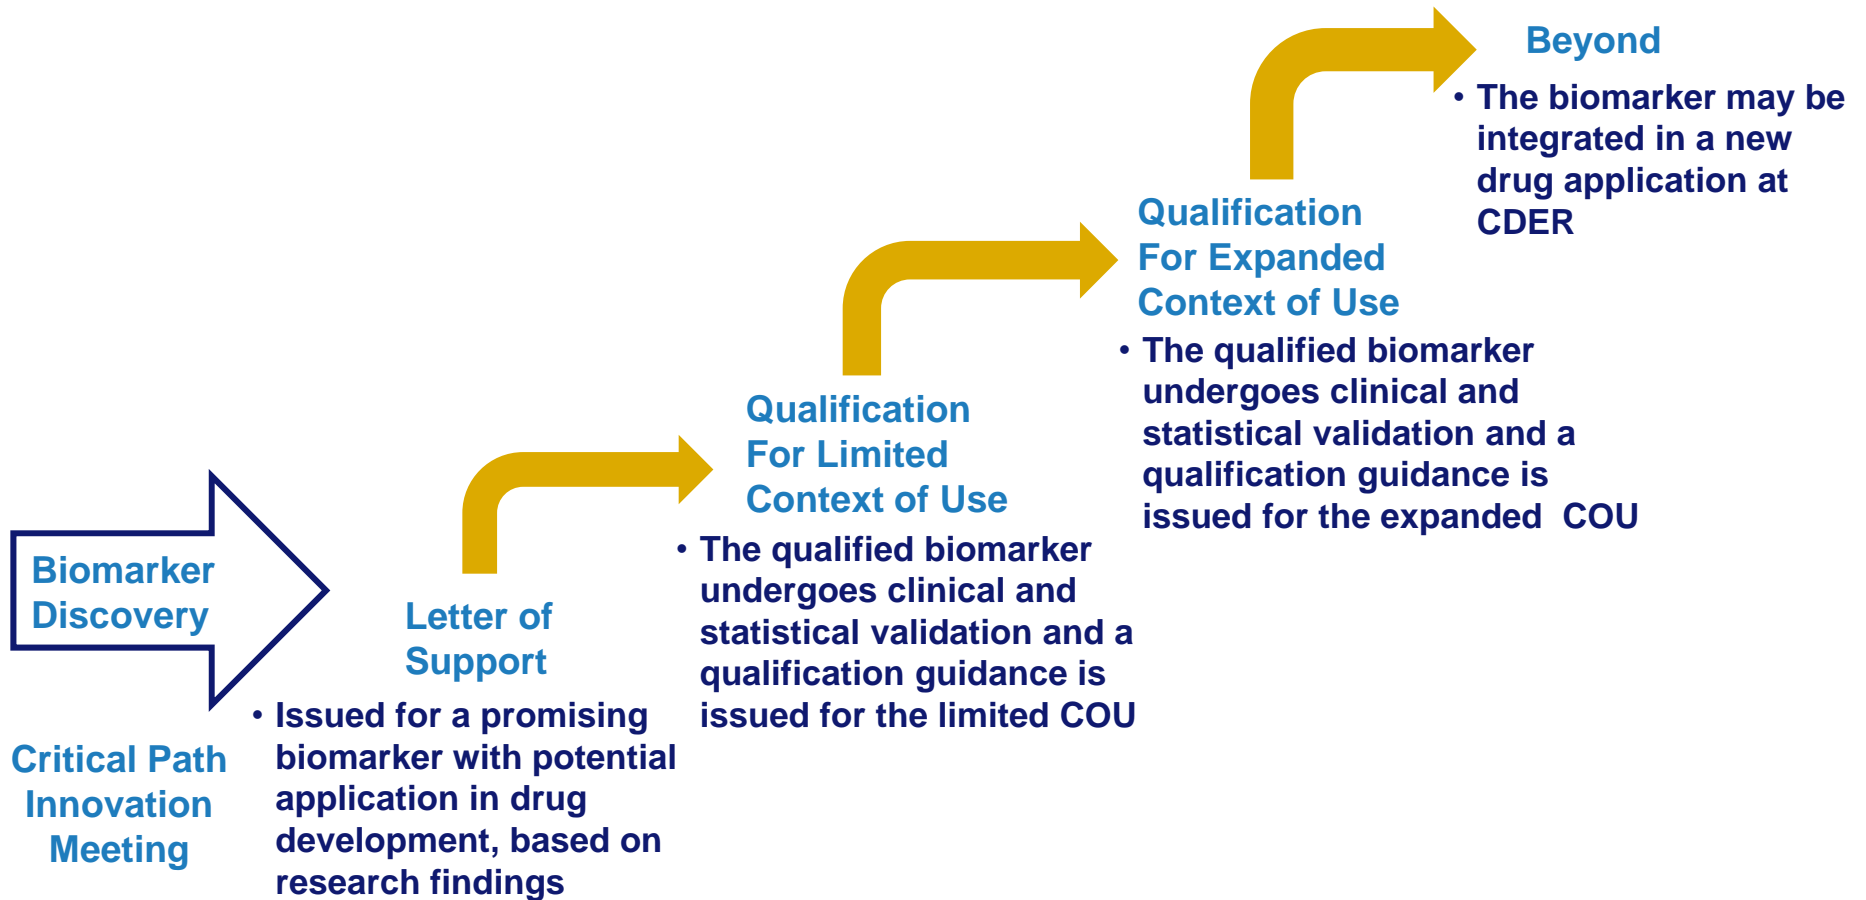 Biomarker
Discovery
Critical Path
Innovation
Meeting
Letter of
Support
• Issued for a promising
biomarker with potential
application in drug
development, based on
research findings
Qualification
For Limited
Context of Use
• The qualified biomarker
undergoes clinical and
statistical validation and a
qualification guidance is
issued for the limited COU
Qualification
For Expanded
Context of Use
• The qualified biomarker
undergoes clinical and
statistical validation and a
qualification guidance is
issued for the expanded  COU
Beyond
• The biomarker may be
integrated in a new
drug application at
CDER